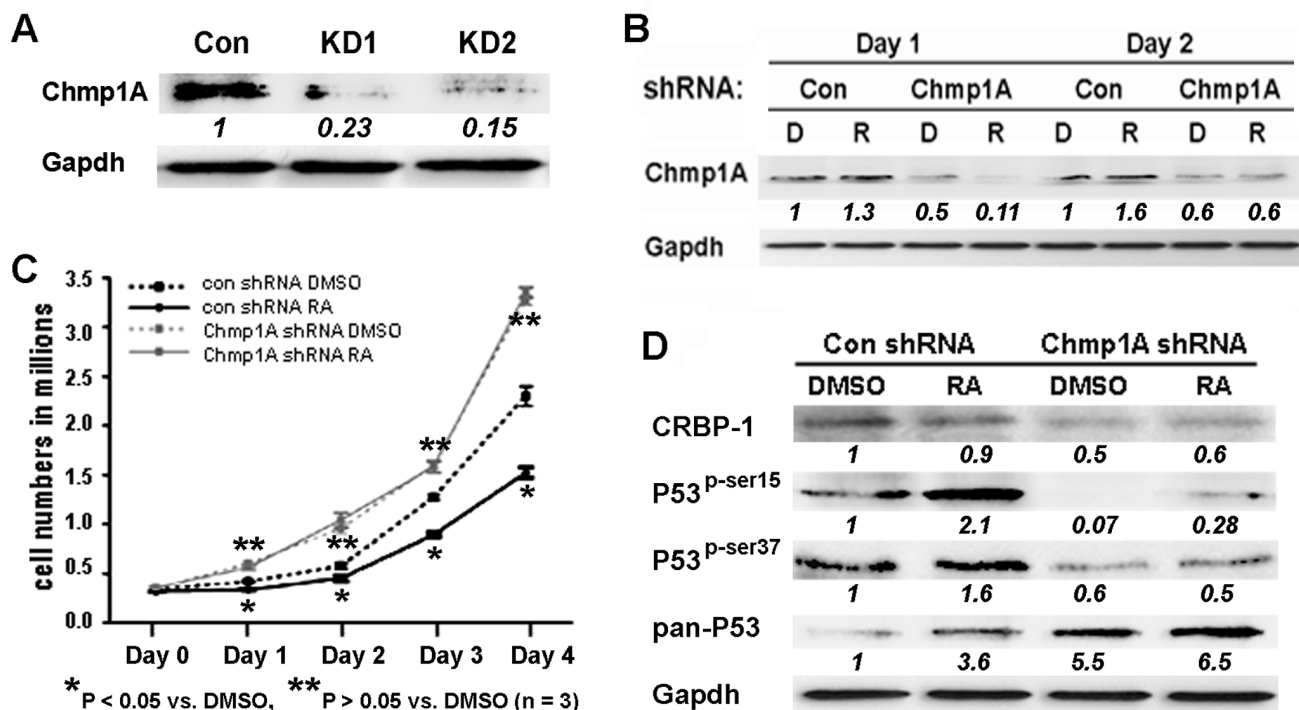 A
Con KD1 KD2
Chmp1A
1 0.23 0.15
Gapdh
B
Day 1 Day 2
shRNA: Con Chmp1A Con Chmp1A
D R D R D R D R
Chmp1A
1 1.3 0.5 0.11 1 1.6 0.6 0.6
Gapdh
C
cell numbers in millions
3.5
3.0
2.5
2.0
1.5
1.0
0.5
0.0
con shRNA DMSO
con shRNA RA
Chmp1A shRNA DMSO
Chmp1A shRNA RA
** ** ** **
* * * *
Day 0 Day 1 Day 2 Day 3 Day 4
*P < 0.05 vs. DMSO, **P > 0.05 vs. DMSO (n = 3)
D
Con shRNA Chmp1A shRNA
DMSO RA DMSO RA
CRBP-1
1 0.9 0.5 0.6
P53 p-ser15
1 2.1 0.07 0.28
P53 p-ser37
1 1.6 0.6 0.5
pan-P53
1 3.6 5.5 6.5
Gapdh